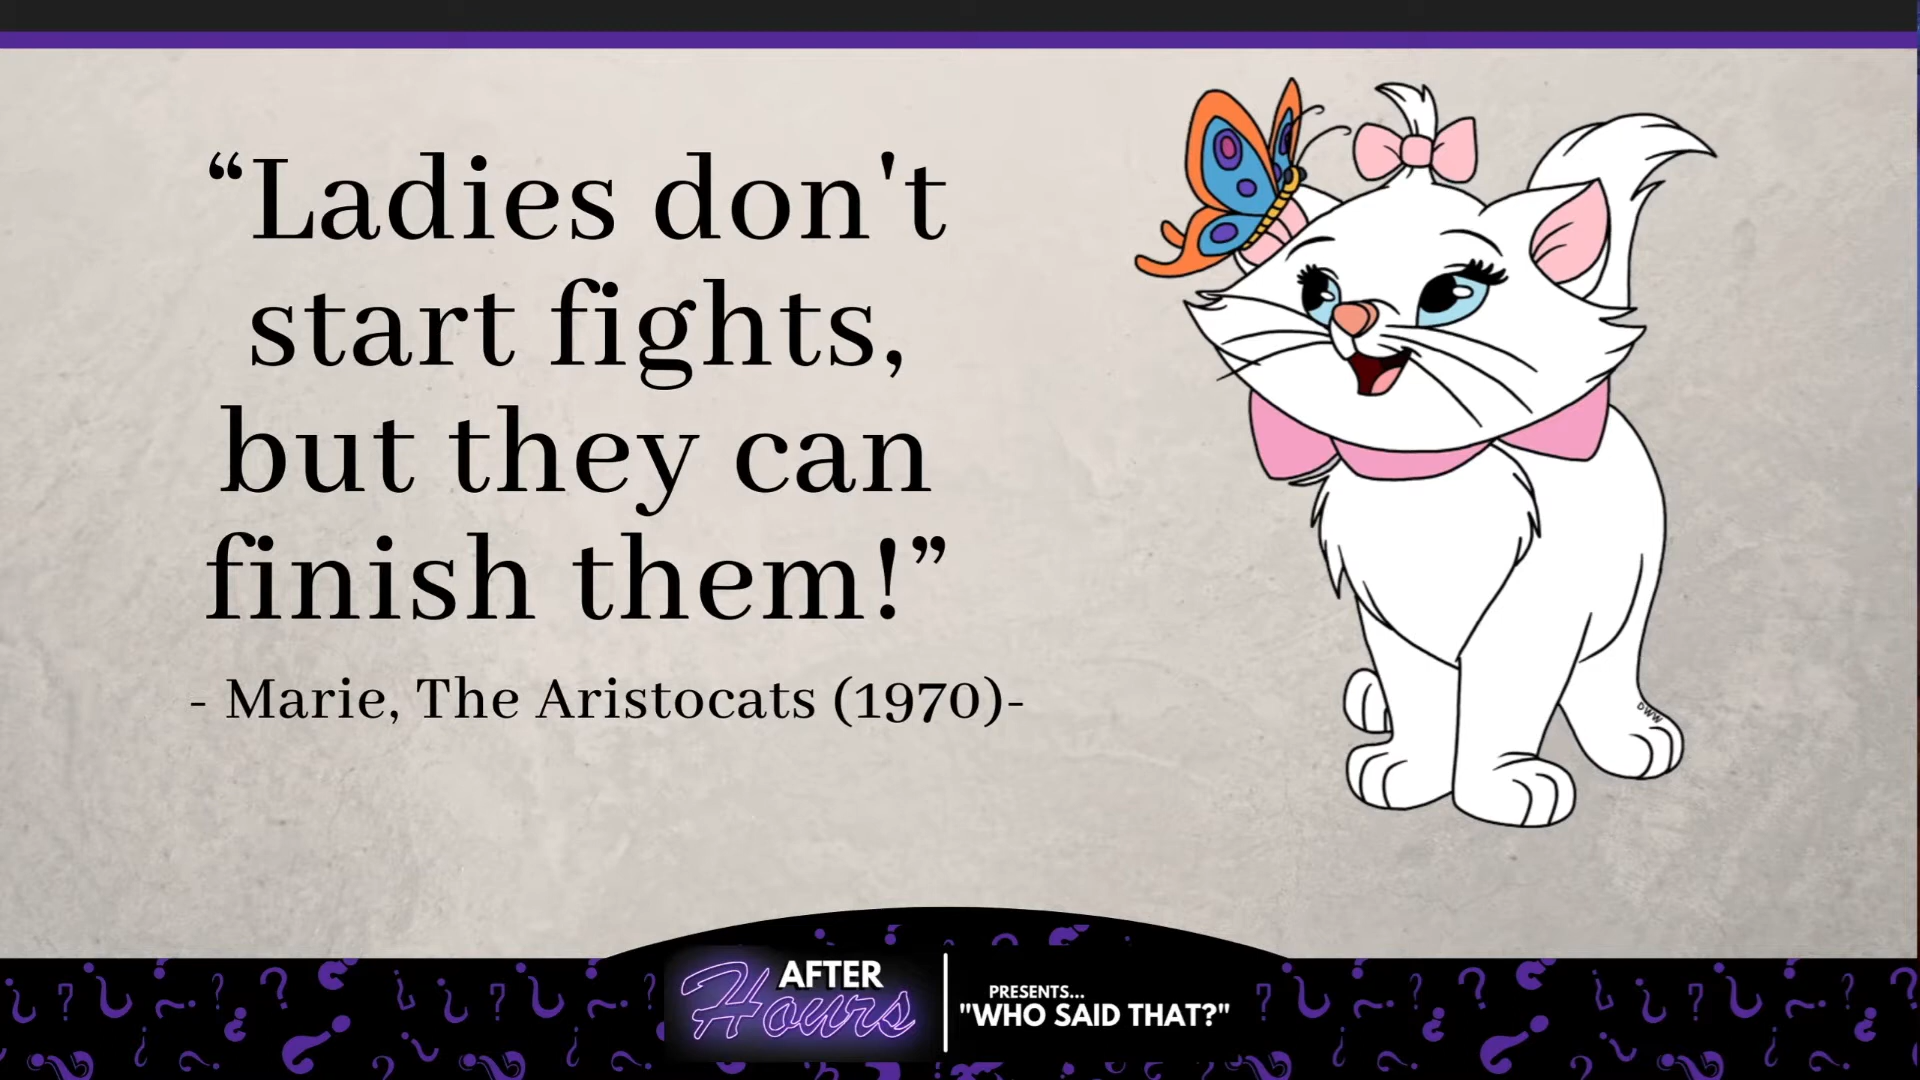 “Ladies don't
start fights,
but they can
finish them!”
- Marie, The Aristocats (1970)-
DWW
AFTER
Hours
PRESENTS...
"WHO SAID THAT?"